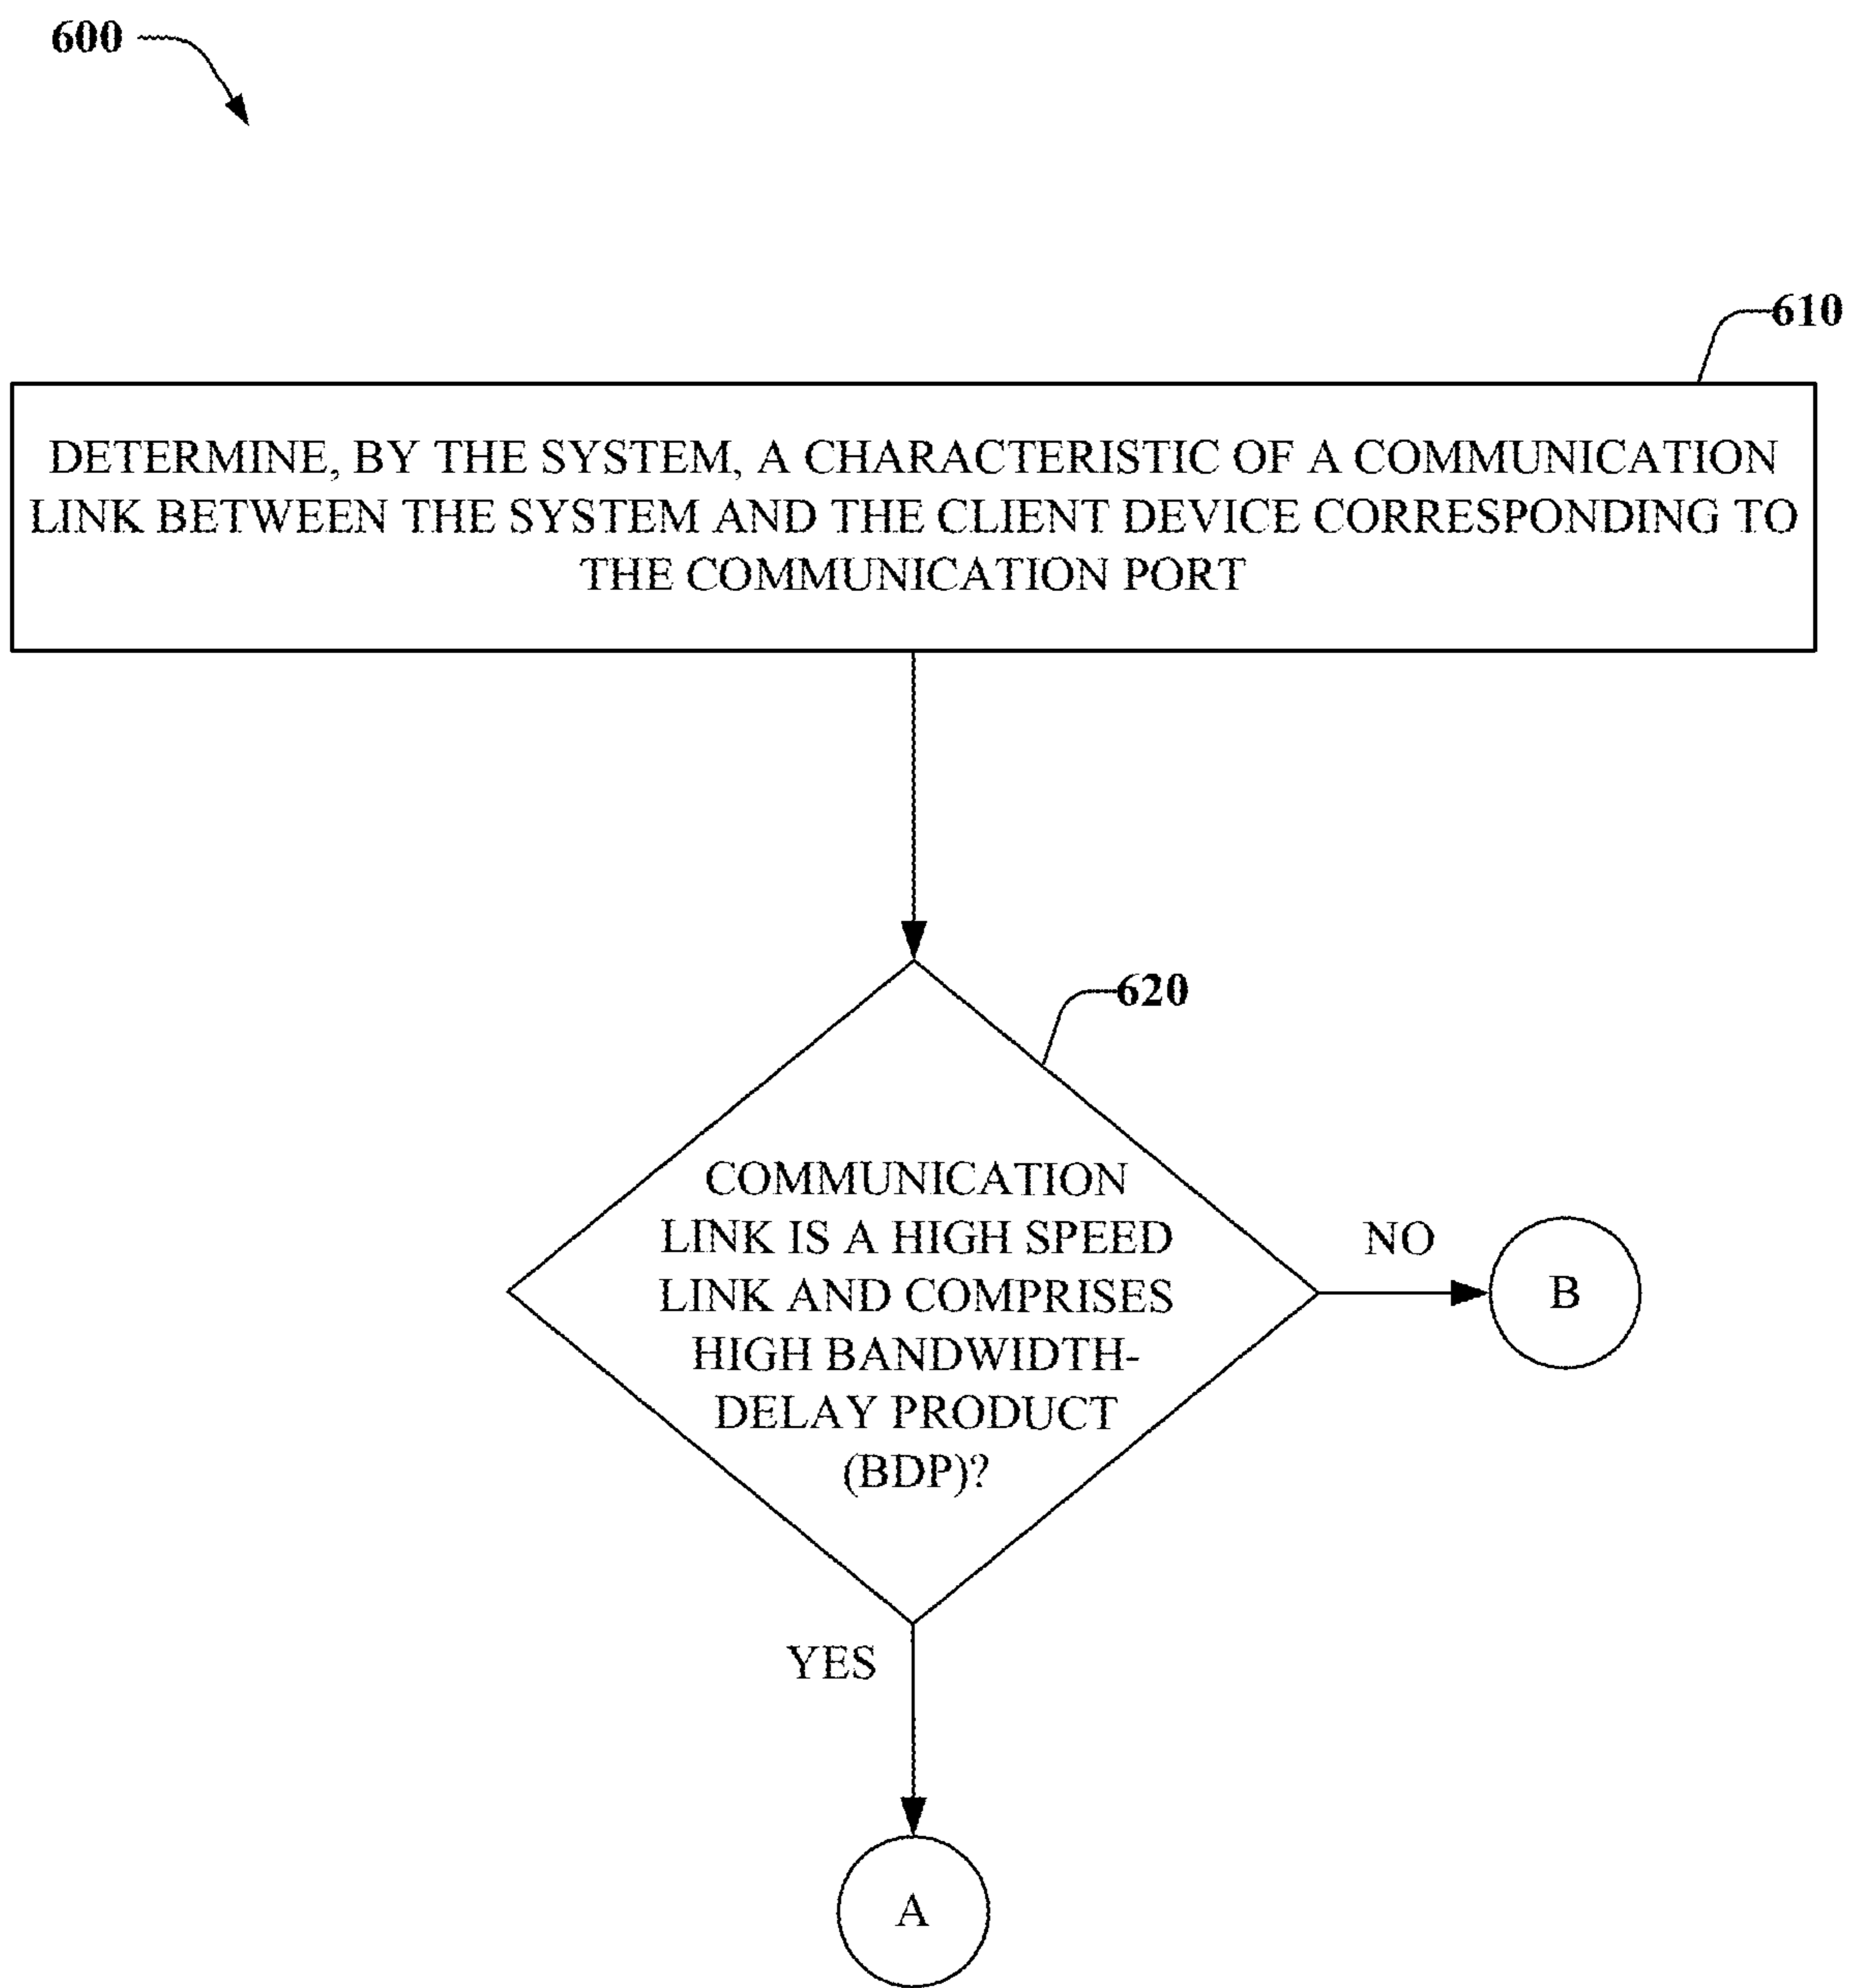 600
610
DETERMINE, BY THE SYSTEM, A CHARACTERISTIC OF A COMMUNICATION
LINK BETWEEN THE SYSTEM AND THE CLIENT DEVICE CORRESPONDING TO
THE COMMUNICATION PORT
620
COMMUNICATION
LINK IS A HIGH SPEED
LINK AND COMPRISES
HIGH BANDWIDTH-
DELAY PRODUCT
(BDP)?
NO
B
YES
A